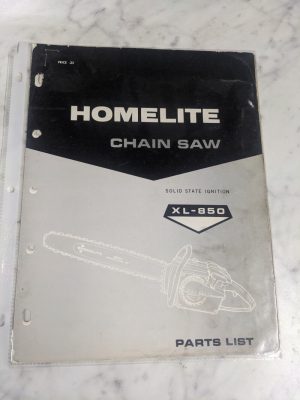 HOMELITE
CHAIN SAW
SOLID STATE IGNITION
XL-850
PARTS LIST